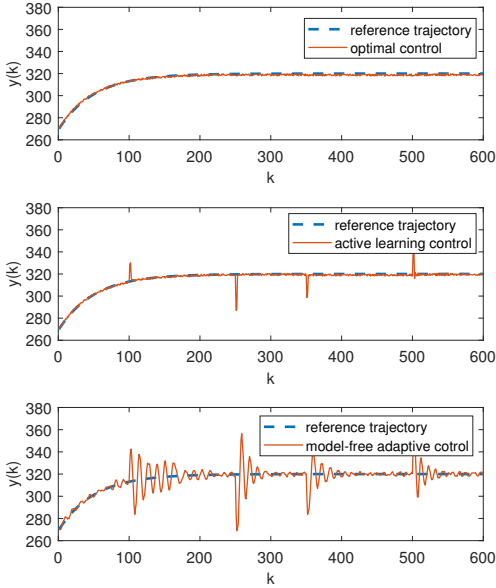 380
360
340
320
300
280
260
y(k)
reference trajectory
optimal control
0 100 200 300 400 500 600
k
380
360
340
320
300
280
260
y(k)
reference trajectory
active learning control
0 100 200 300 400 500 600
k
380
360
340
320
300
280
260
y(k)
reference trajectory
model-free adaptive cotrol
0 100 200 300 400 500 600
k